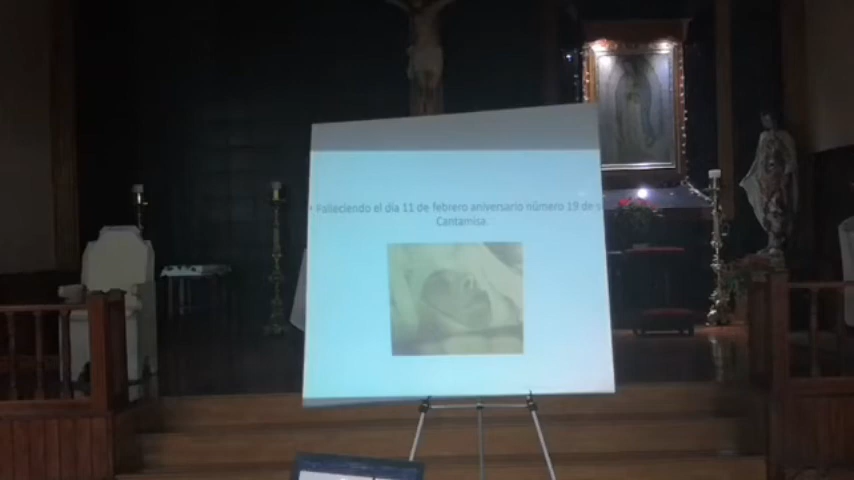 • Falleciendo el día 11 de febrero aniversario número 19 de s
Cantamisa